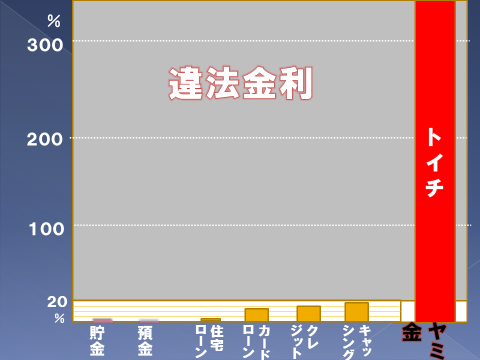 %
300
違法金利
200
トイチ
100
20
%
貯金
預金
住宅
ローン
カード
ローン
クレ
ジット
キャッ
シング
ヤミ
金